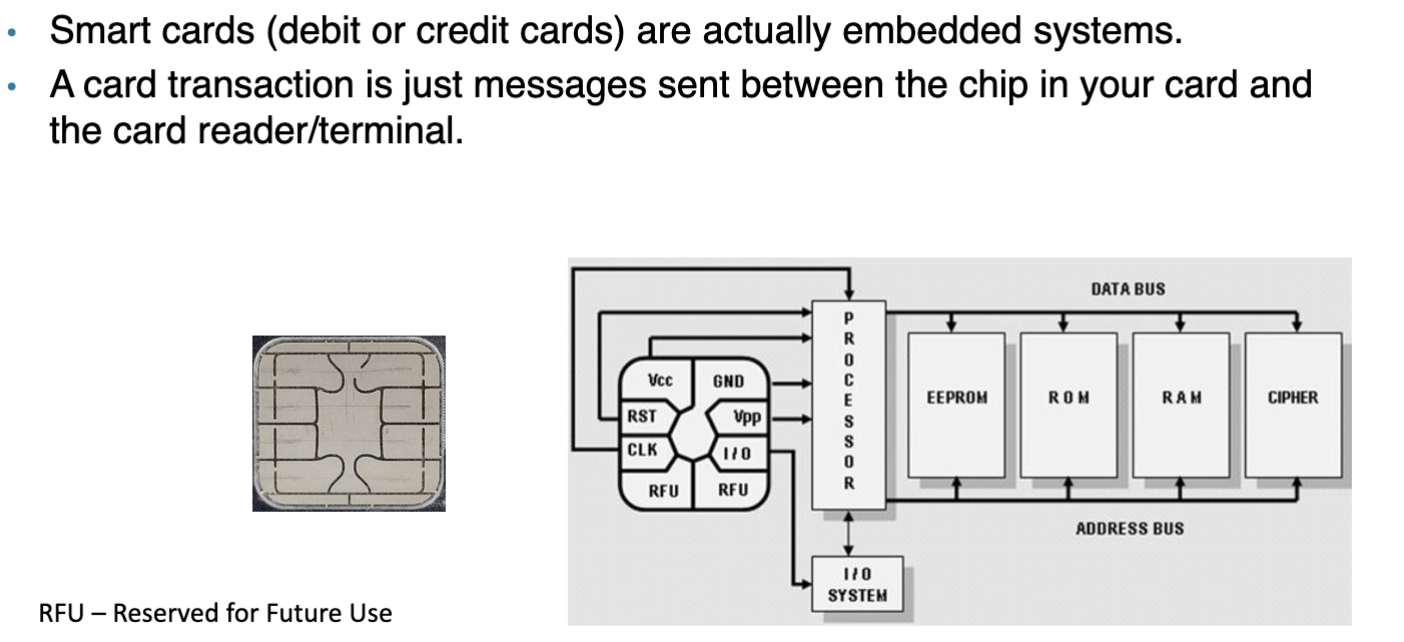 • Smart cards (debit or credit cards) are actually embedded systems.
• A card transaction is just messages sent between the chip in your card and
the card reader/terminal.
DATA BUS
PROCESSOR
Vcc
GND
RST
Vpp
CLK
I/O
RFU
RFU
EEPROM
ROM
RAM
CIPHER
ADDRESS BUS
I/O
SYSTEM
RFU – Reserved for Future Use